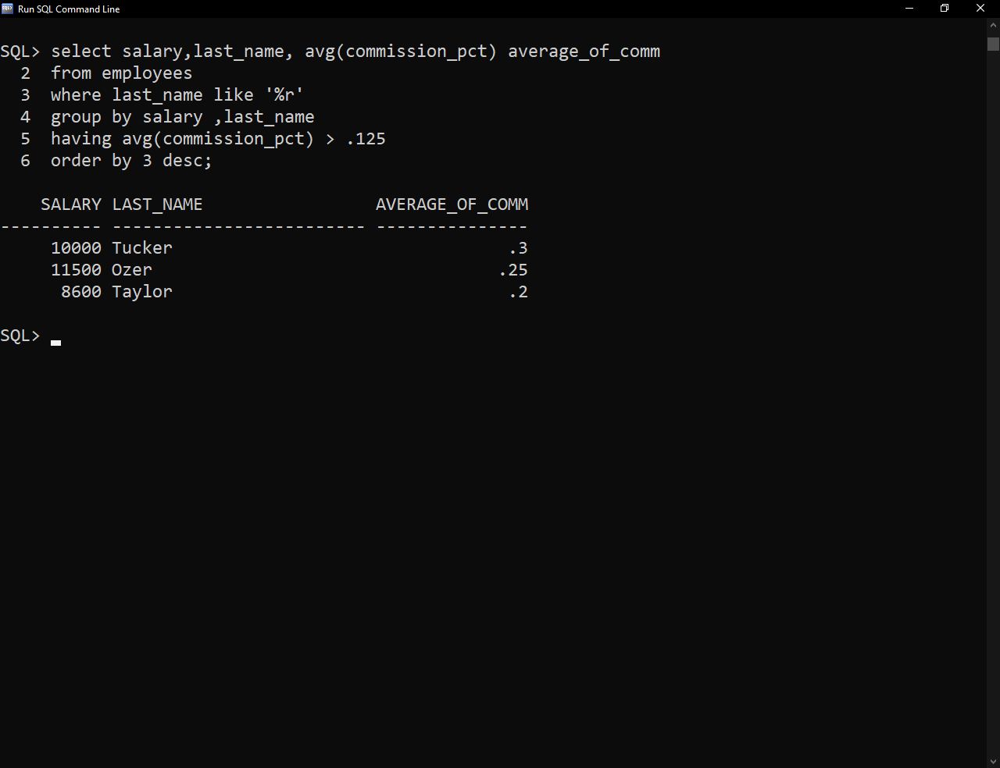 Run SQL Command Line
SQL> select salary,last_name, avg(commission_pct) average_of_comm
  2  from employees
  3  where last_name like '%r'
  4  group by salary ,last_name
  5  having avg(commission_pct) > .125
  6  order by 3 desc;
    SALARY LAST_NAME                 AVERAGE_OF_COMM
---------- ------------------------- ---------------
     10000 Tucker                                 .3
     11500 Ozer                                  .25
      8600 Taylor                                 .2
SQL>